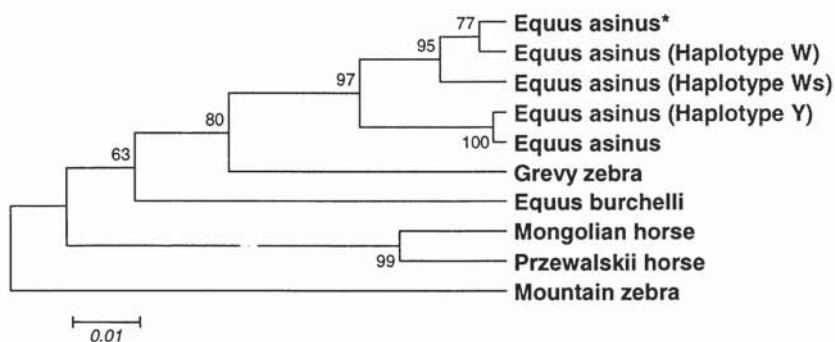 77
Equus asinus*
95
Equus asinus (Haplotype W)
97
Equus asinus (Haplotype Ws)
80
Equus asinus (Haplotype Y)
100
Equus asinus
63
Grevy zebra
Equus burchelli
Mongolian horse
99
Przewalskii horse
Mountain zebra
0.01